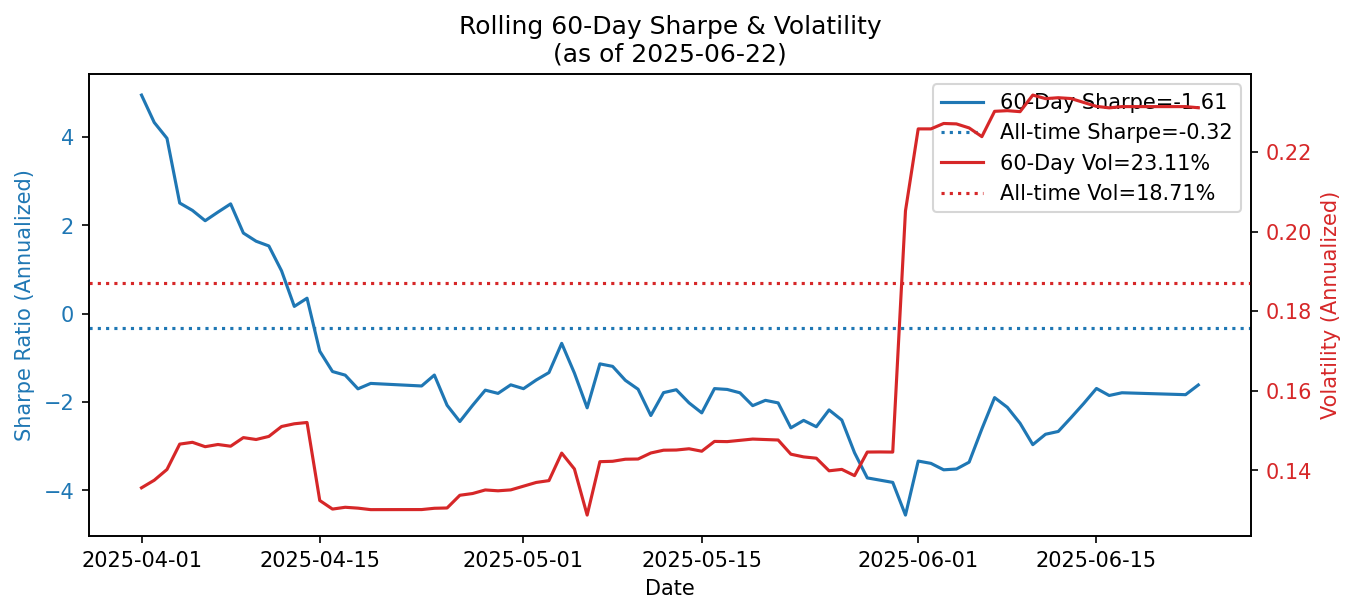 Rolling 60-Day Sharpe & Volatility
(as of 2025-06-22)
60-Day Sharpe=-1.61
All-time Sharpe=-0.32
60-Day Vol=23.11%
All-time Vol=18.71%
Sharpe Ratio (Annualized)
4
2
0
−2
−4
0.22
0.20
0.18
0.16
0.14
Volatility (Annualized)
2025-04-01 2025-04-15 2025-05-01 2025-05-15 2025-06-01 2025-06-15
Date